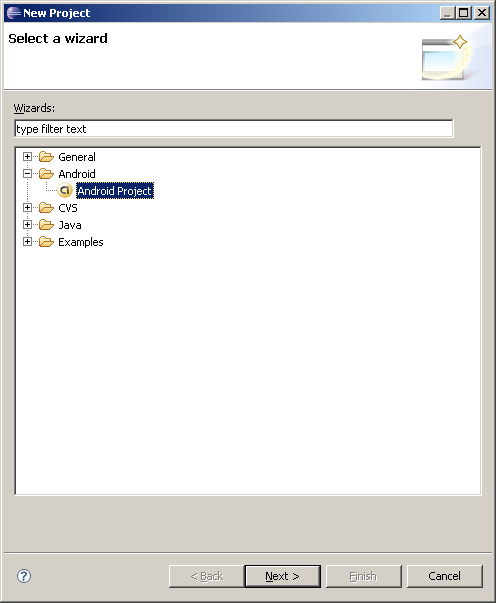 New Project
Select a wizard
Wizards:
type filter text
General
Android
Android Project
CVS
Java
Examples
< Back
Next >
Finish
Cancel